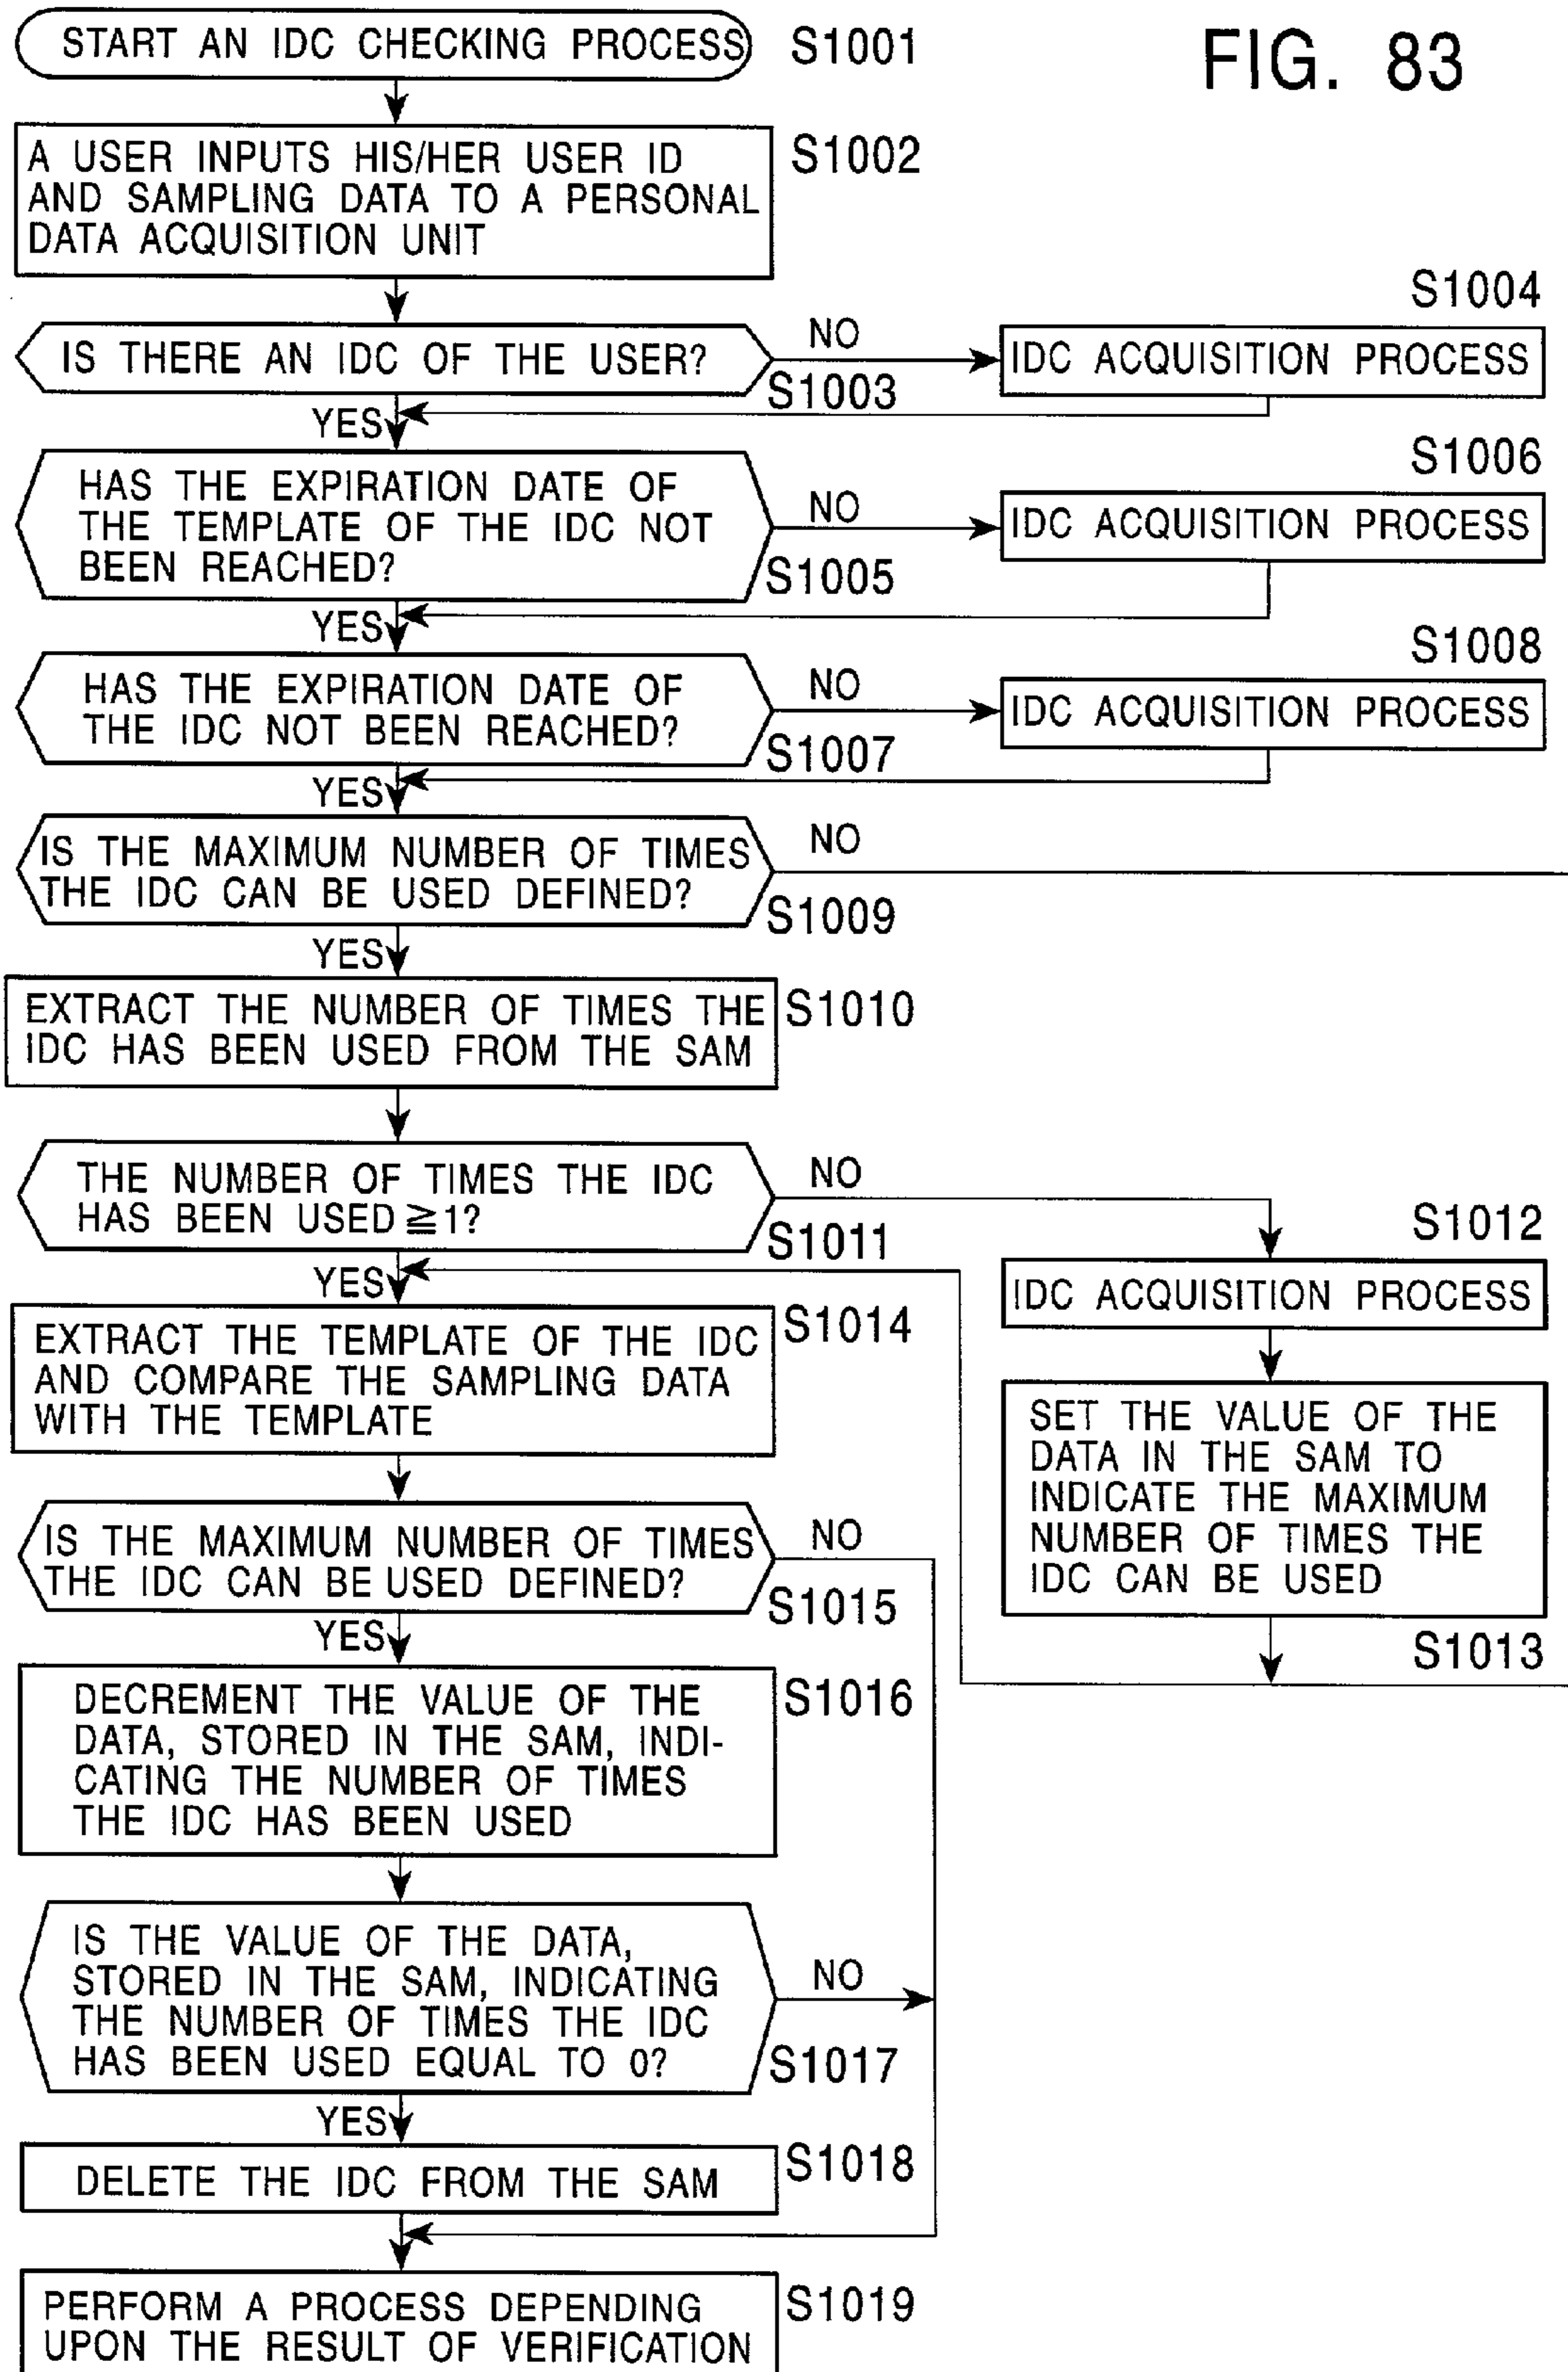 FIG. 83
START AN IDC CHECKING PROCESS
S1001
A USER INPUTS HIS/HER USER ID
AND SAMPLING DATA TO A PERSONAL
DATA ACQUISITION UNIT
S1002
IS THERE AN IDC OF THE USER?
NO
S1003
YES
S1004
IDC ACQUISITION PROCESS
HAS THE EXPIRATION DATE OF
THE TEMPLATE OF THE IDC NOT
BEEN REACHED?
NO
S1005
YES
S1006
IDC ACQUISITION PROCESS
HAS THE EXPIRATION DATE OF
THE IDC NOT BEEN REACHED?
NO
S1007
YES
S1008
IDC ACQUISITION PROCESS
IS THE MAXIMUM NUMBER OF TIMES
THE IDC CAN BE USED DEFINED?
NO
S1009
YES
EXTRACT THE NUMBER OF TIMES THE
IDC HAS BEEN USED FROM THE SAM
S1010
THE NUMBER OF TIMES THE IDC
HAS BEEN USED ≧1?
NO
S1011
YES
S1012
IDC ACQUISITION PROCESS
SET THE VALUE OF THE
DATA IN THE SAM TO
INDICATE THE MAXIMUM
NUMBER OF TIMES THE
IDC CAN BE USED
S1013
EXTRACT THE TEMPLATE OF THE IDC
AND COMPARE THE SAMPLING DATA
WITH THE TEMPLATE
S1014
IS THE MAXIMUM NUMBER OF TIMES
THE IDC CAN BE USED DEFINED?
NO
S1015
YES
DECREMENT THE VALUE OF THE
DATA, STORED IN THE SAM, INDI-
CATING THE NUMBER OF TIMES
THE IDC HAS BEEN USED
S1016
IS THE VALUE OF THE DATA,
STORED IN THE SAM, INDICATING
THE NUMBER OF TIMES THE IDC
HAS BEEN USED EQUAL TO 0?
NO
S1017
YES
DELETE THE IDC FROM THE SAM
S1018
PERFORM A PROCESS DEPENDING
UPON THE RESULT OF VERIFICATION
S1019